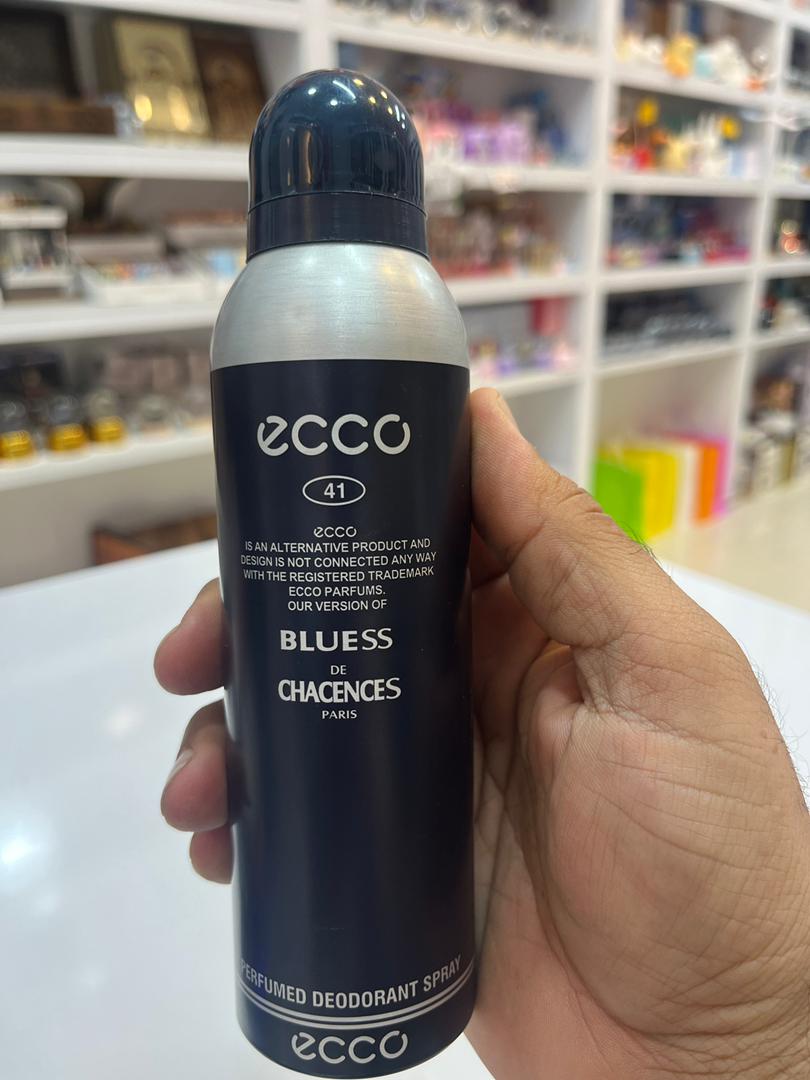 ecco
41
ecco
IS AN ALTERNATIVE PRODUCT AND
DESIGN IS NOT CONNECTED ANY WAY
WITH THE REGISTERED TRADEMARK
ECCO PARFUMS.
OUR VERSION OF
BLUESS
DE
CHACENCES
PARIS
PERFUMED DEODORANT SPRAY
ecco